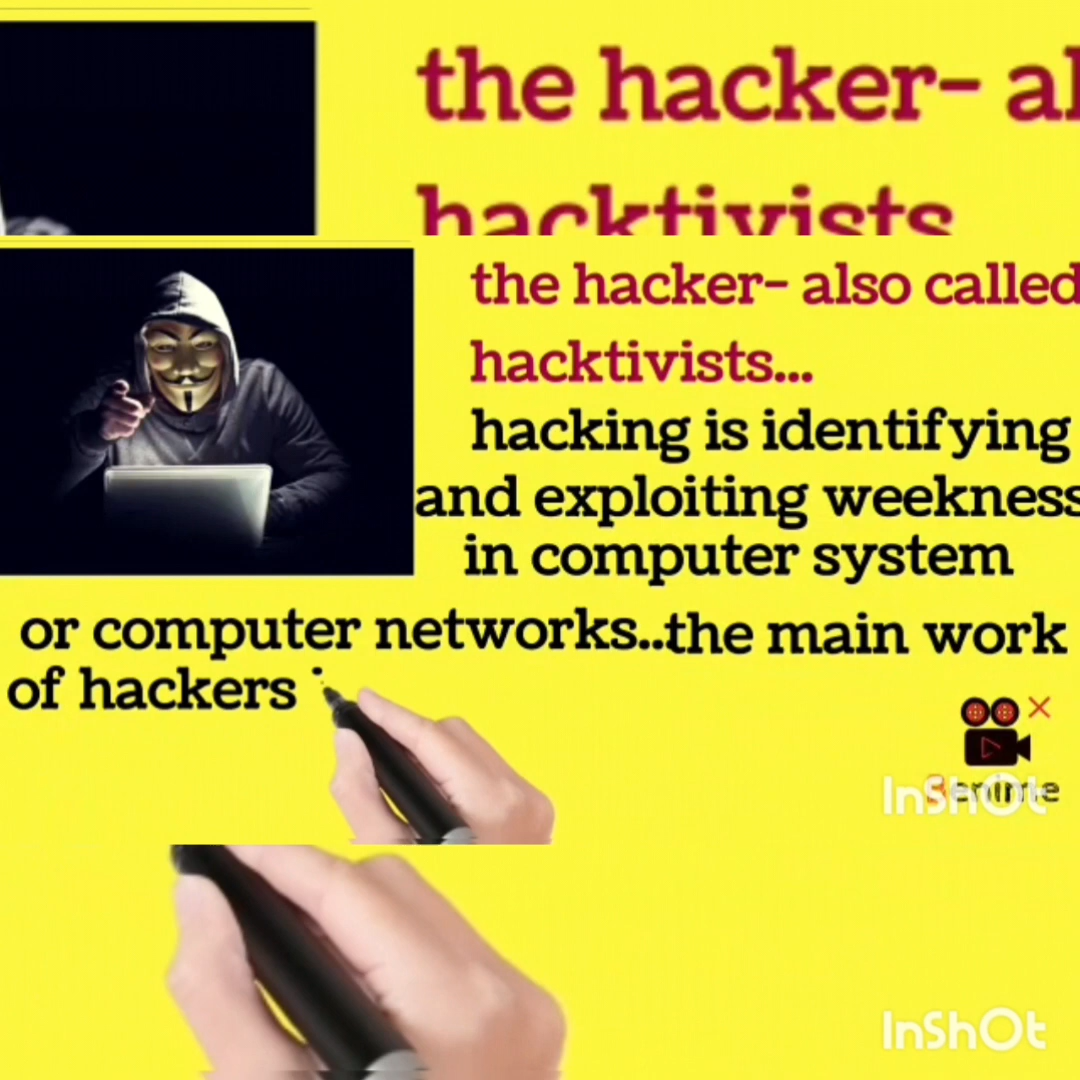 the hacker- al
hacktivists
the hacker- also called
hacktivists...
hacking is identifying
and exploiting weekness
in computer system
or computer networks..the main work
of hackers
InShOt
InShOt